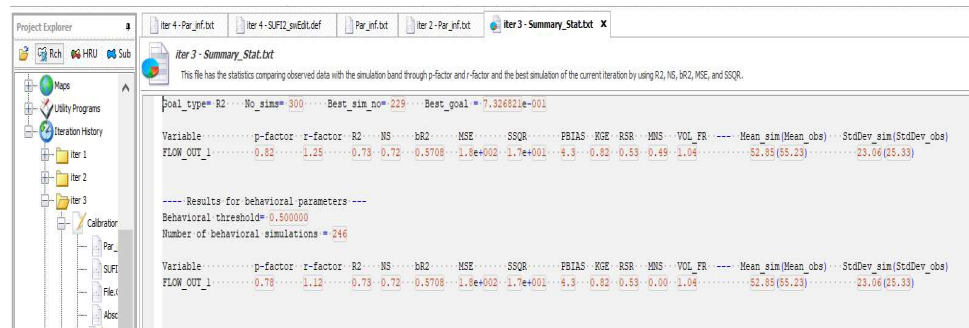 Project Explorer
iter 4 - Par_inf.txt
iter 4 - SUFI2_swEdit.def
Par_inf.txt
iter 2 - Par_inf.txt
iter 3 - Summary_Stat.txt X
Rch HRU Sub
iter 3 - Summary_Stat.txt
This file has the statistics comparing observed data with the simulation band through p-factor and r-factor and the best simulation of the current iteration by using R2, NS, bR2, MSE, and SSQR.
Maps
Utility Programs
Iteration History
iter 1
iter 2
iter 3
Calibration
Par_
SUFI
File.
Absc
Goal_type= R2 No_sims= 300 Best_sim_no= 229 Best_goal = 7.326821e-001
Variable p-factor r-factor R2 NS bR2 MSE SSQR PBIAS KGE RSR MNS VOL_FR --- Mean_sim(Mean_obs) StdDev_sim(StdDev_obs)
FLOW_OUT_1 0.82 1.25 0.73 0.72 0.5708 1.8e+002 1.7e+001 4.3 0.82 0.53 0.49 1.04 52.85(55.23) 23.06(25.33)
---- Results for behavioral parameters ---
Behavioral threshold= 0.500000
Number of behavioral simulations = 246
Variable p-factor r-factor R2 NS bR2 MSE SSQR PBIAS KGE RSR MNS VOL_FR --- Mean_sim(Mean_obs) StdDev_sim(StdDev_obs)
FLOW_OUT_1 0.78 1.12 0.73 0.72 0.5708 1.8e+002 1.7e+001 4.3 0.82 0.53 0.00 1.04 52.85(55.23) 23.06(25.33)